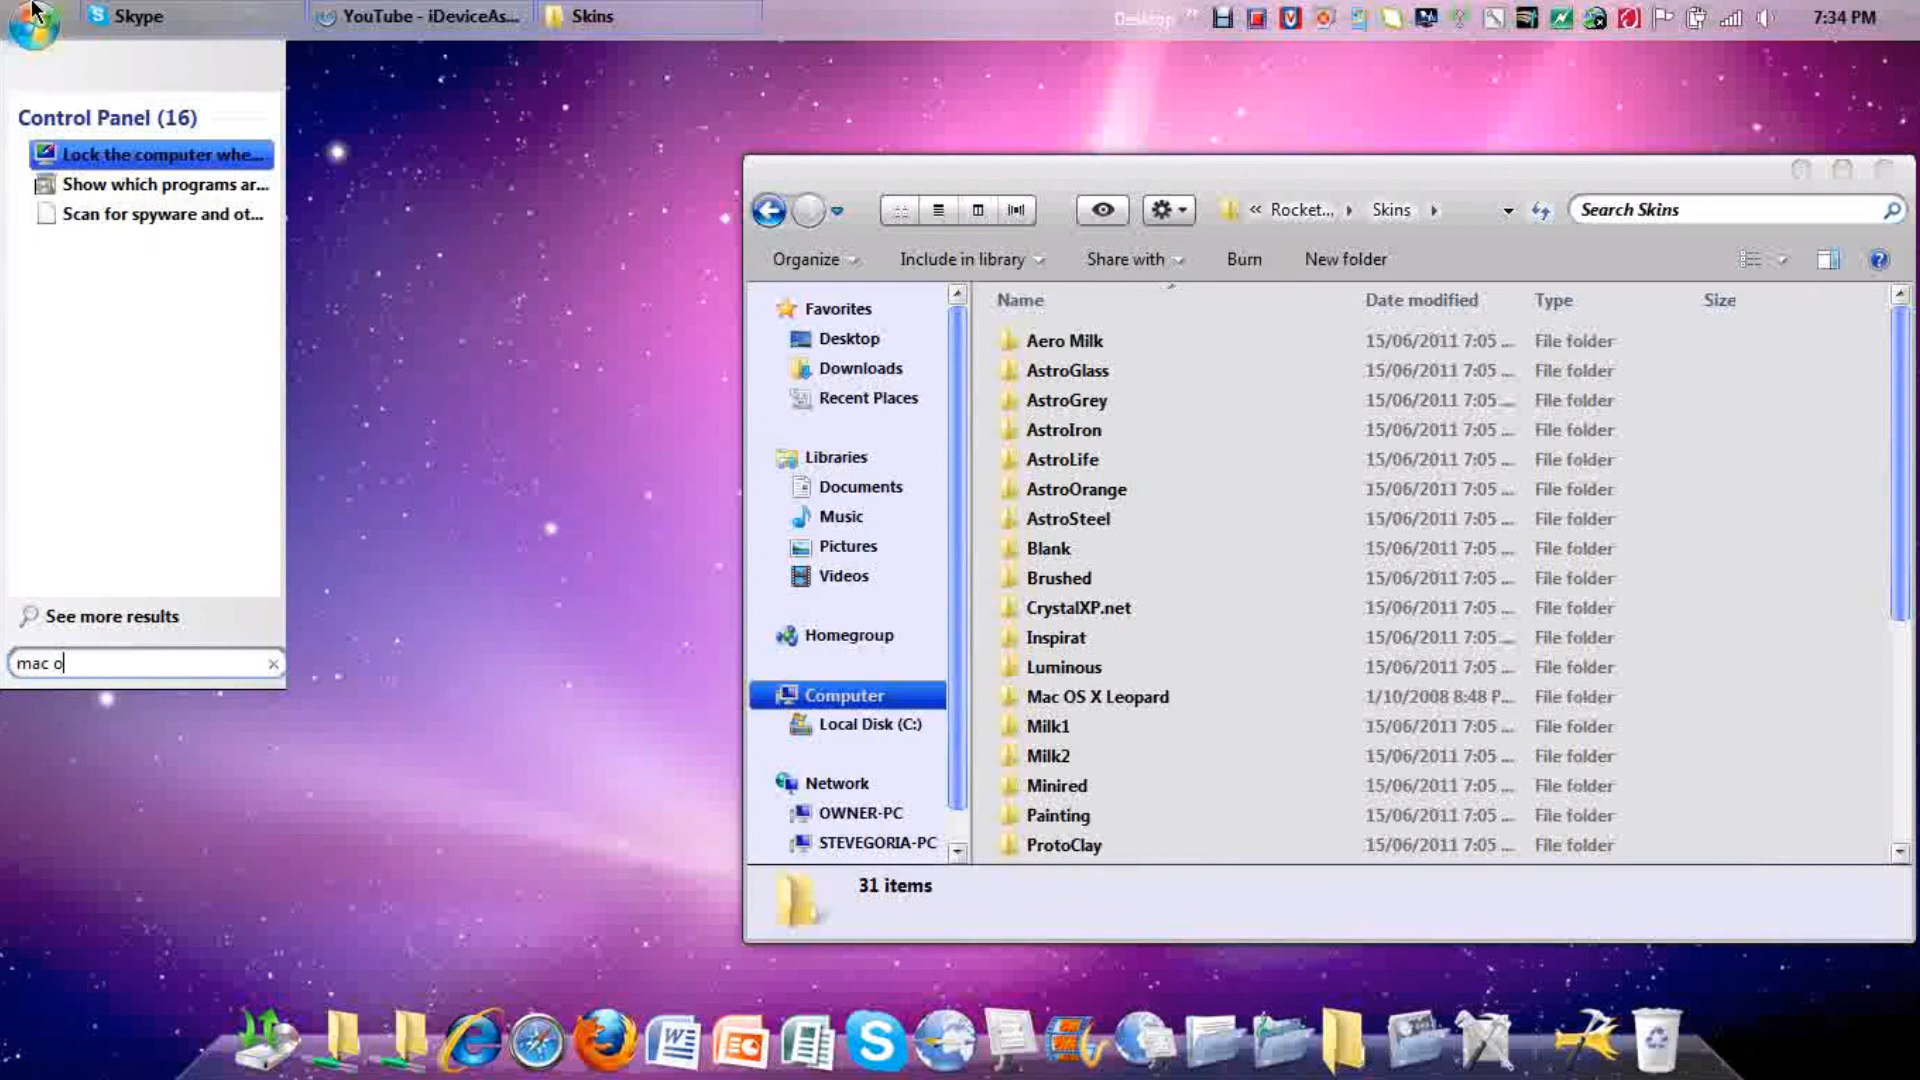 Skype
YouTube - iDeviceAs...
Skins
Desktop
7:34 PM
Control Panel (16)
Lock the computer whe...
Show which programs ar...
Scan for spyware and ot...
See more results
mac o
« Rocket...
Skins
Search Skins
Organize
Include in library
Share with
Burn
New folder
Favorites
Desktop
Downloads
Recent Places
Libraries
Documents
Music
Pictures
Videos
Homegroup
Computer
Local Disk (C:)
Network
OWNER-PC
STEVEGORIA-PC
Name Date modified Type Size
Aero Milk 15/06/2011 7:05 ... File folder
AstroGlass 15/06/2011 7:05 ... File folder
AstroGrey 15/06/2011 7:05 ... File folder
AstroIron 15/06/2011 7:05 ... File folder
AstroLife 15/06/2011 7:05 ... File folder
AstroOrange 15/06/2011 7:05 ... File folder
AstroSteel 15/06/2011 7:05 ... File folder
Blank 15/06/2011 7:05 ... File folder
Brushed 15/06/2011 7:05 ... File folder
CrystalXP.net 15/06/2011 7:05 ... File folder
Inspirat 15/06/2011 7:05 ... File folder
Luminous 15/06/2011 7:05 ... File folder
Mac OS X Leopard 1/10/2008 8:48 P... File folder
Milk1 15/06/2011 7:05 ... File folder
Milk2 15/06/2011 7:05 ... File folder
Minired 15/06/2011 7:05 ... File folder
Painting 15/06/2011 7:05 ... File folder
ProtoClay 15/06/2011 7:05 ... File folder
31 items